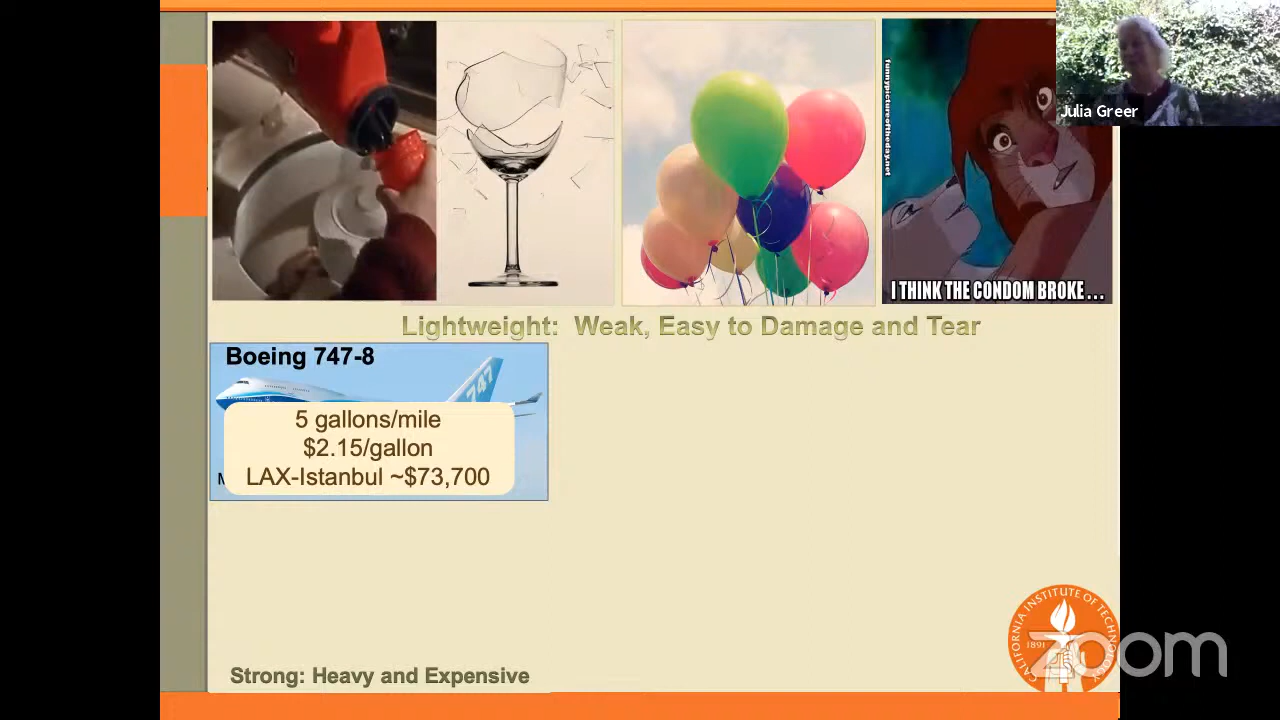 funnypictureoftheday.net
I THINK THE CONDOM BROKE . . .
Julia Greer
Lightweight: Weak, Easy to Damage and Tear
Boeing 747-8
747
5 gallons/mile
$2.15/gallon
LAX-Istanbul ~$73,700
M
Strong: Heavy and Expensive
CALIFORNIA INSTITUTE OF TECHNOLOGY
1891
zoom